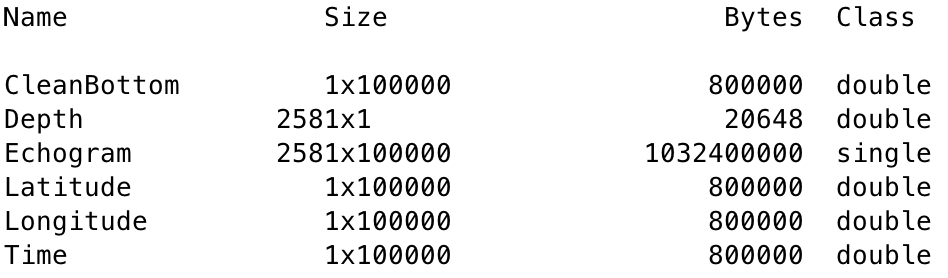 Name                Size                     Bytes  Class

CleanBottom         1x100000                800000  double
Depth            2581x1                      20648  double
Echogram         2581x100000            1032400000  single
Latitude            1x100000                800000  double
Longitude           1x100000                800000  double
Time                1x100000                800000  double